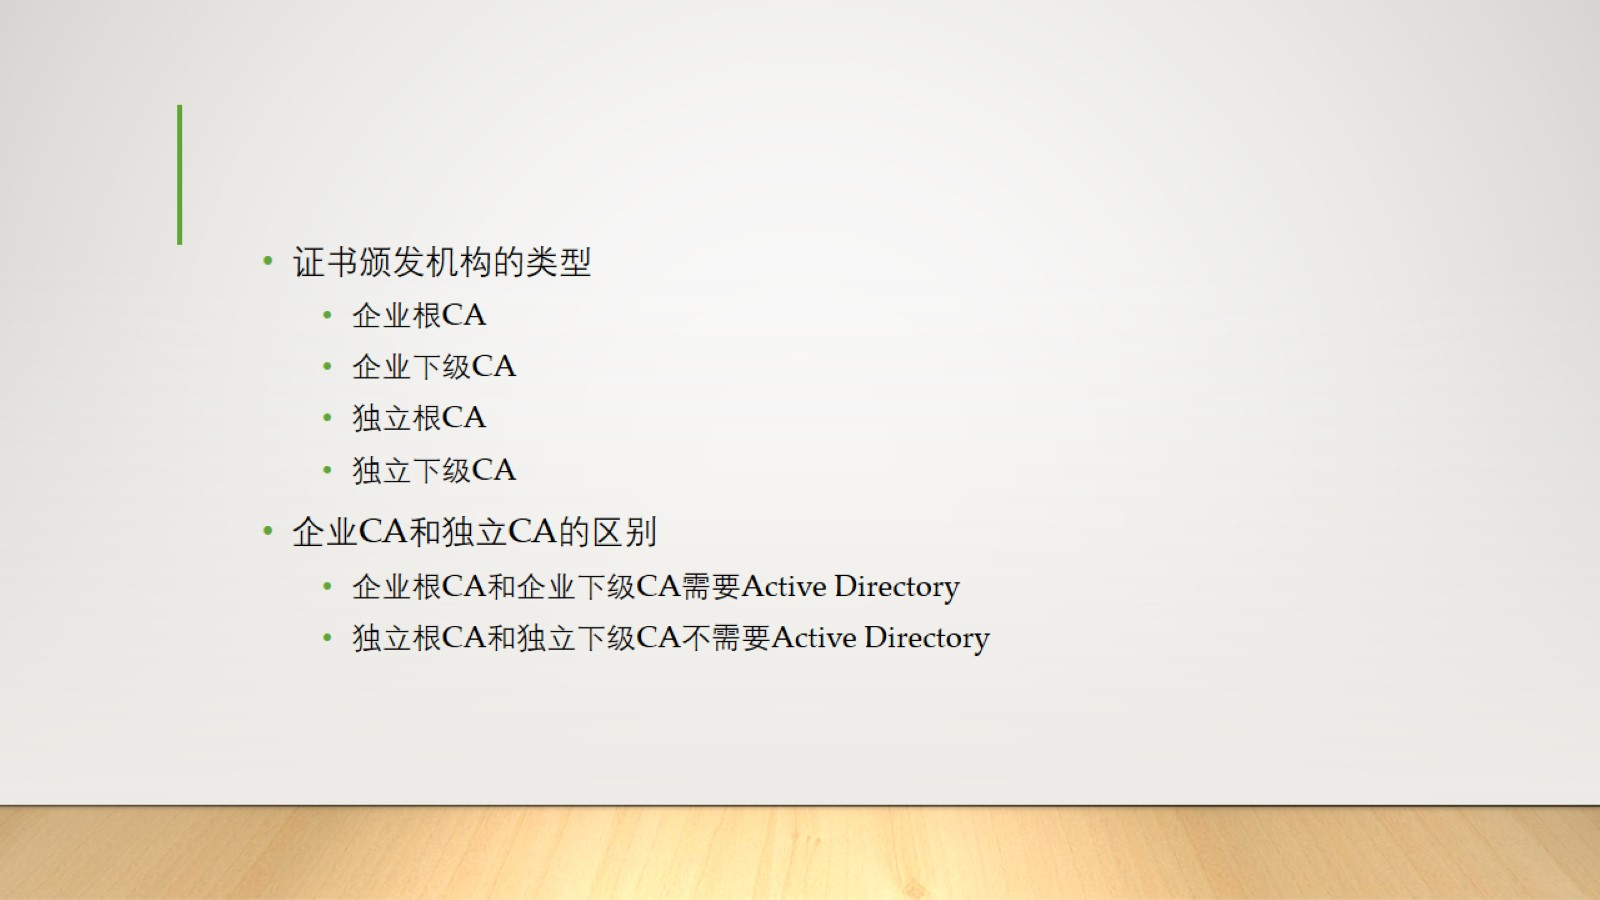 • 证书颁发机构的类型
• 企业根CA
• 企业下级CA
• 独立根CA
• 独立下级CA
• 企业CA和独立CA的区别
• 企业根CA和企业下级CA需要Active Directory
• 独立根CA和独立下级CA不需要Active Directory